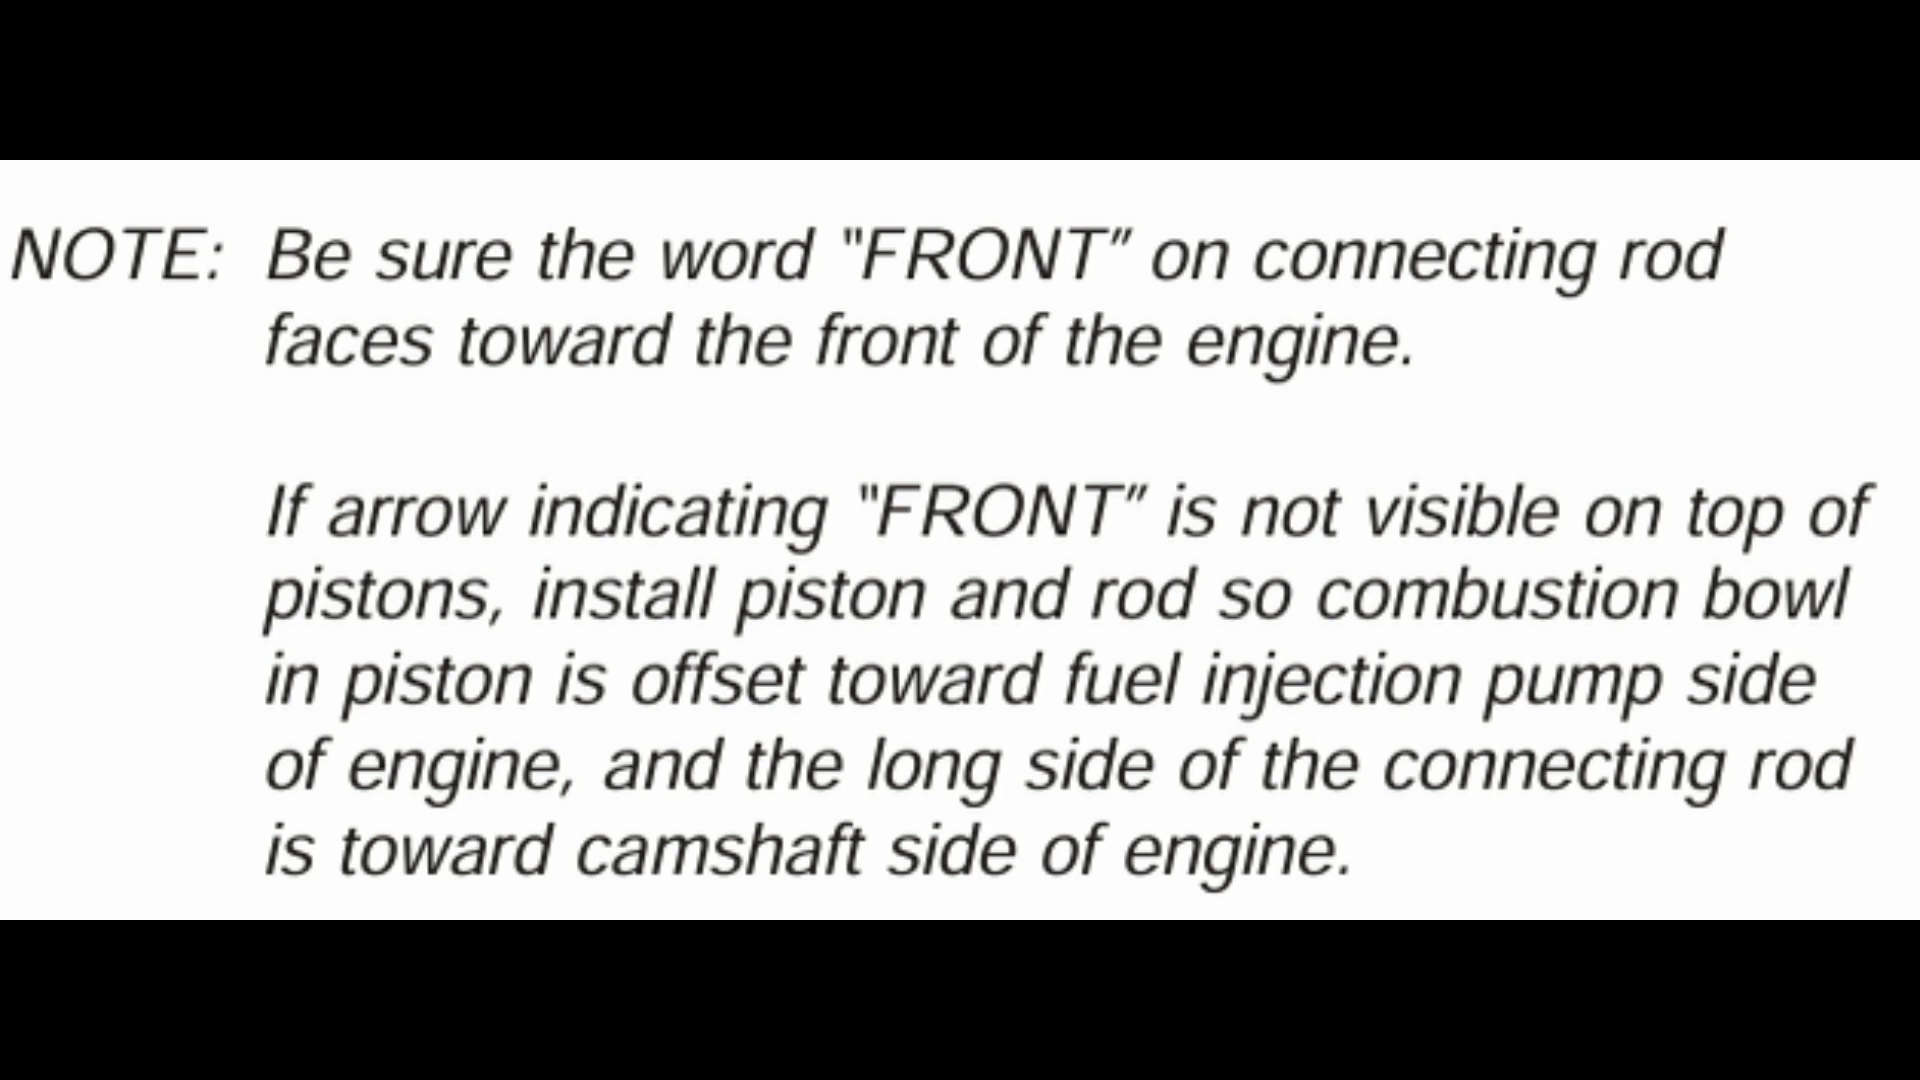 NOTE: Be sure the word "FRONT" on connecting rod
faces toward the front of the engine.
If arrow indicating "FRONT" is not visible on top of
pistons, install piston and rod so combustion bowl
in piston is offset toward fuel injection pump side
of engine, and the long side of the connecting rod
is toward camshaft side of engine.